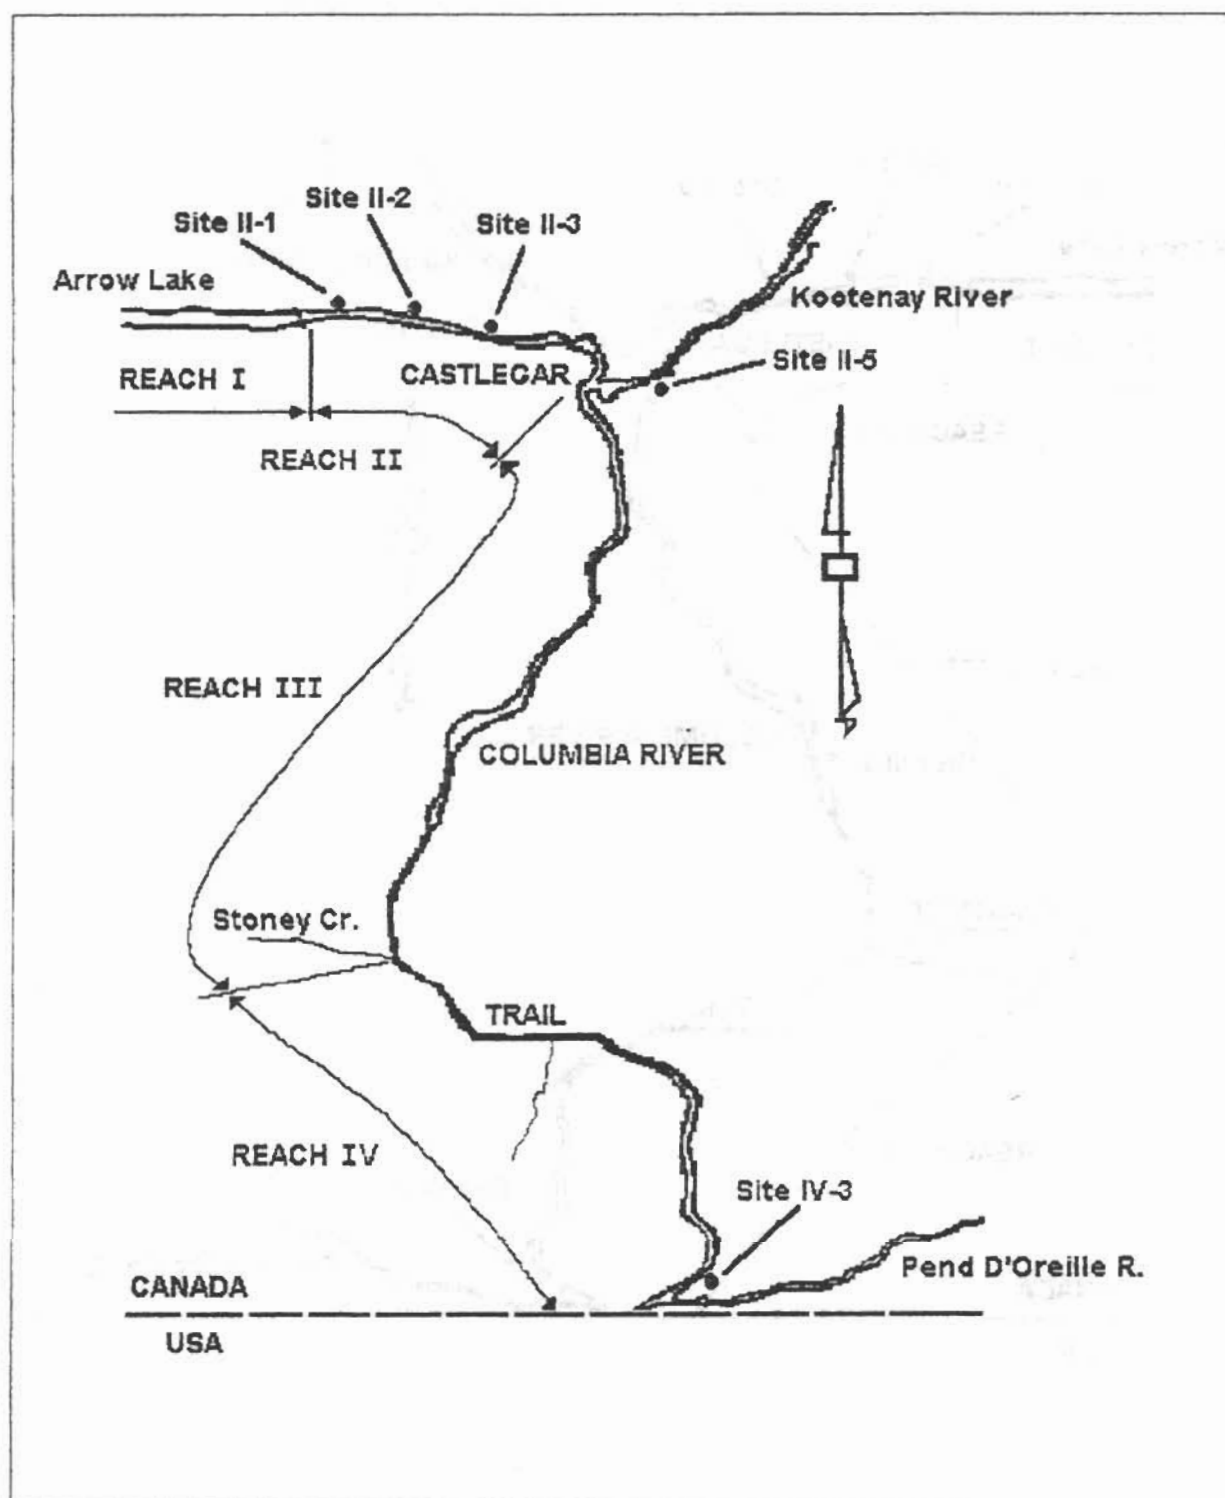 Site II-2
Site II-1
Site II-3
Arrow Lake
Kootenay River
REACH I
CASTLEGAR
Site II-5
REACH II
REACH III
COLUMBIA RIVER
Stoney Cr.
TRAIL
REACH IV
Site IV-3
Pend D'Oreille R.
CANADA
USA